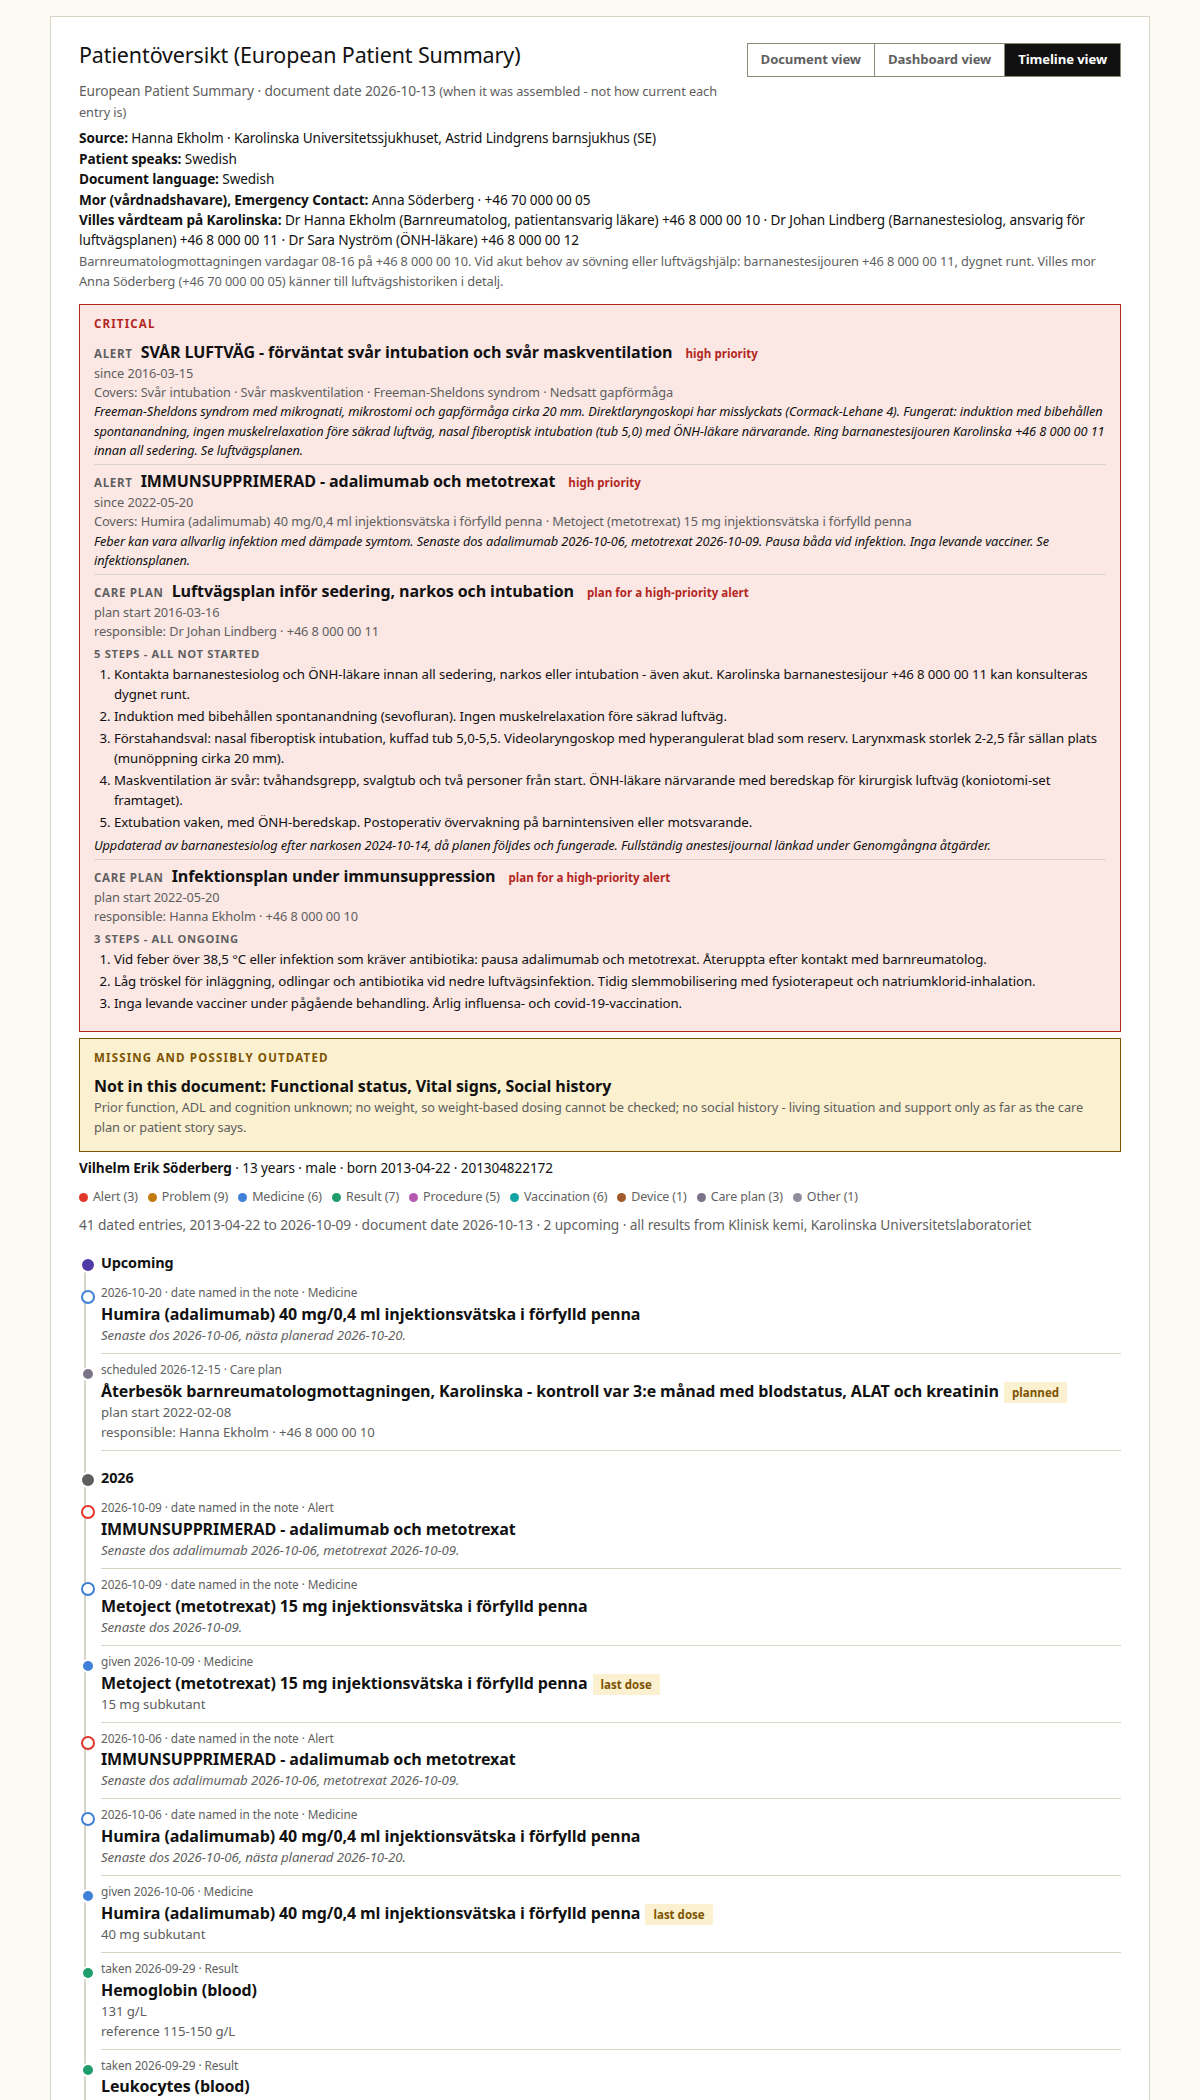 Patientöversikt (European Patient Summary)
Document view
Dashboard view
Timeline view
European Patient Summary · document date 2026-10-13 (when it was assembled - not how current each
entry is)
Source: Hanna Ekholm · Karolinska Universitetssjukhuset, Astrid Lindgrens barnsjukhus (SE)
Patient speaks: Swedish
Document language: Swedish
Mor (vårdnadshavare), Emergency Contact: Anna Söderberg · +46 70 000 00 05
Villes vårdteam på Karolinska: Dr Hanna Ekholm (Barnreumatolog, patientansvarig läkare) +46 8 000 00 10 · Dr Johan Lindberg (Barnanestesiolog, ansvarig för
luftvägsplanen) +46 8 000 00 11 · Dr Sara Nyström (ÖNH-läkare) +46 8 000 00 12
Barnreumatologmottagningen vardagar 08-16 på +46 8 000 00 10. Vid akut behov av sövning eller luftvägshjälp: barnanestesijouren +46 8 000 00 11, dygnet runt. Villes mor
Anna Söderberg (+46 70 000 00 05) känner till luftvägshistoriken i detalj.
CRITICAL
ALERT SVÅR LUFTVÄG - förväntat svår intubation och svår maskventilation high priority
since 2016-03-15
Covers: Svår intubation · Svår maskventilation · Freeman-Sheldons syndrom · Nedsatt gapförmåga
Freeman-Sheldons syndrom med mikrognati, mikrostomi och gapförmåga cirka 20 mm. Direktlaryngoskopi har misslyckats (Cormack-Lehane 4). Fungerat: induktion med bibehållen
spontanandning, ingen muskelrelaxation före säkrad luftväg, nasal fiberoptisk intubation (tub 5,0) med ÖNH-läkare närvarande. Ring barnanestesijouren Karolinska +46 8 000 00 11
innan all sedering. Se luftvägsplanen.
ALERT IMMUNSUPPRIMERAD - adalimumab och metotrexat high priority
since 2022-05-20
Covers: Humira (adalimumab) 40 mg/0,4 ml injektionsvätska i förfylld penna · Metoject (metotrexat) 15 mg injektionsvätska i förfylld penna
Feber kan vara allvarlig infektion med dämpade symtom. Senaste dos adalimumab 2026-10-06, metotrexat 2026-10-09. Pausa båda vid infektion. Inga levande vacciner. Se
infektionsplanen.
CARE PLAN Luftvägsplan inför sedering, narkos och intubation plan for a high-priority alert
plan start 2016-03-16
responsible: Dr Johan Lindberg · +46 8 000 00 11
5 STEPS - ALL NOT STARTED
1. Kontakta barnanestesiolog och ÖNH-läkare innan all sedering, narkos eller intubation - även akut. Karolinska barnanestesijour +46 8 000 00 11 kan konsulteras
dygnet runt.
2. Induktion med bibehållen spontanandning (sevofluran). Ingen muskelrelaxation före säkrad luftväg.
3. Förstahandsval: nasal fiberoptisk intubation, kuffad tub 5,0-5,5. Videolaryngoskop med hyperangulerat blad som reserv. Larynxmask storlek 2-2,5 får sällan plats
(munöppning cirka 20 mm).
4. Maskventilation är svår: tvåhandsgrepp, svalgtub och två personer från start. ÖNH-läkare närvarande med beredskap för kirurgisk luftväg (koniotomi-set
framtaget).
5. Extubation vaken, med ÖNH-beredskap. Postoperativ övervakning på barnintensiven eller motsvarande.
Uppdaterad av barnanestesiolog efter narkosen 2024-10-14, då planen följdes och fungerade. Fullständig anestesijournal länkad under Genomgångna åtgärder.
CARE PLAN Infektionsplan under immunsuppression plan for a high-priority alert
plan start 2022-05-20
responsible: Hanna Ekholm · +46 8 000 00 10
3 STEPS - ALL ONGOING
1. Vid feber över 38,5 °C eller infektion som kräver antibiotika: pausa adalimumab och metotrexat. Återuppta efter kontakt med barnreumatolog.
2. Låg tröskel för inläggning, odlingar och antibiotika vid nedre luftvägsinfektion. Tidig slemmobilisering med fysioterapeut och natriumklorid-inhalation.
3. Inga levande vacciner under pågående behandling. Årlig influensa- och covid-19-vaccination.
MISSING AND POSSIBLY OUTDATED
Not in this document: Functional status, Vital signs, Social history
Prior function, ADL and cognition unknown; no weight, so weight-based dosing cannot be checked; no social history - living situation and support only as far as the care
plan or patient story says.
Vilhelm Erik Söderberg · 13 years · male · born 2013-04-22 · 201304822172
Alert (3) Problem (9) Medicine (6) Result (7) Procedure (5) Vaccination (6) Device (1) Care plan (3) Other (1)
41 dated entries, 2013-04-22 to 2026-10-09 · document date 2026-10-13 · 2 upcoming · all results from Klinisk kemi, Karolinska Universitetslaboratoriet
Upcoming
2026-10-20 · date named in the note · Medicine
Humira (adalimumab) 40 mg/0,4 ml injektionsvätska i förfylld penna
Senaste dos 2026-10-06, nästa planerad 2026-10-20.
scheduled 2026-12-15 · Care plan
Återbesök barnreumatologmottagningen, Karolinska - kontroll var 3:e månad med blodstatus, ALAT och kreatinin planned
plan start 2022-02-08
responsible: Hanna Ekholm · +46 8 000 00 10
2026
2026-10-09 · date named in the note · Alert
IMMUNSUPPRIMERAD - adalimumab och metotrexat
Senaste dos adalimumab 2026-10-06, metotrexat 2026-10-09.
2026-10-09 · date named in the note · Medicine
Metoject (metotrexat) 15 mg injektionsvätska i förfylld penna
Senaste dos 2026-10-09.
given 2026-10-09 · Medicine
Metoject (metotrexat) 15 mg injektionsvätska i förfylld penna last dose
15 mg subkutant
2026-10-06 · date named in the note · Alert
IMMUNSUPPRIMERAD - adalimumab och metotrexat
Senaste dos adalimumab 2026-10-06, metotrexat 2026-10-09.
2026-10-06 · date named in the note · Medicine
Humira (adalimumab) 40 mg/0,4 ml injektionsvätska i förfylld penna
Senaste dos 2026-10-06, nästa planerad 2026-10-20.
given 2026-10-06 · Medicine
Humira (adalimumab) 40 mg/0,4 ml injektionsvätska i förfylld penna last dose
40 mg subkutant
taken 2026-09-29 · Result
Hemoglobin (blood)
131 g/L
reference 115-150 g/L
taken 2026-09-29 · Result
Leukocytes (blood)